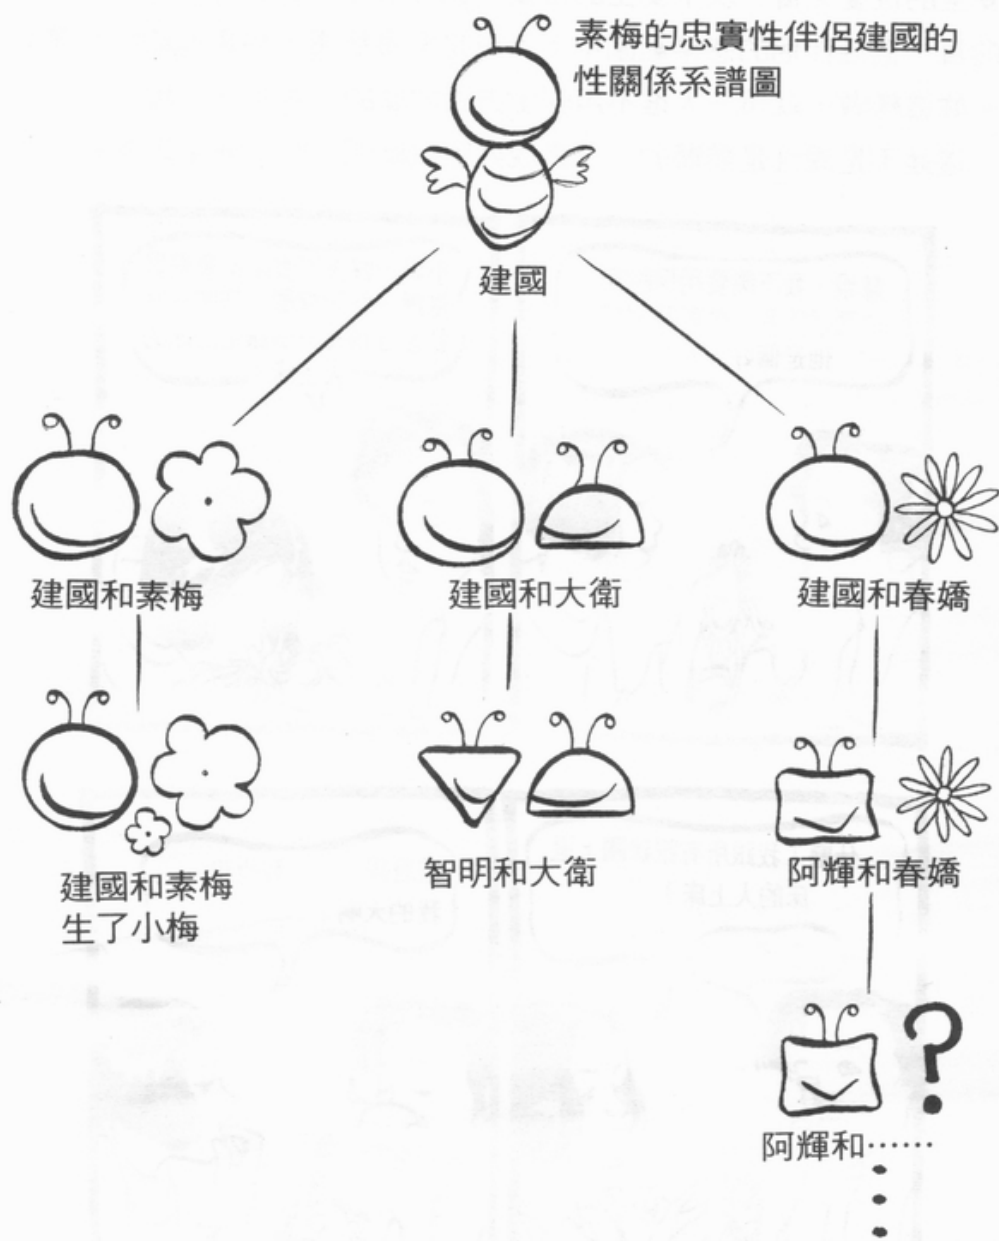 素梅的忠實性伴侶建國的
性關係系譜圖
建國
建國和素梅
建國和大衛
建國和春嬌
建國和素梅
生了小梅
智明和大衛
阿輝和春嬌
?
阿輝和……